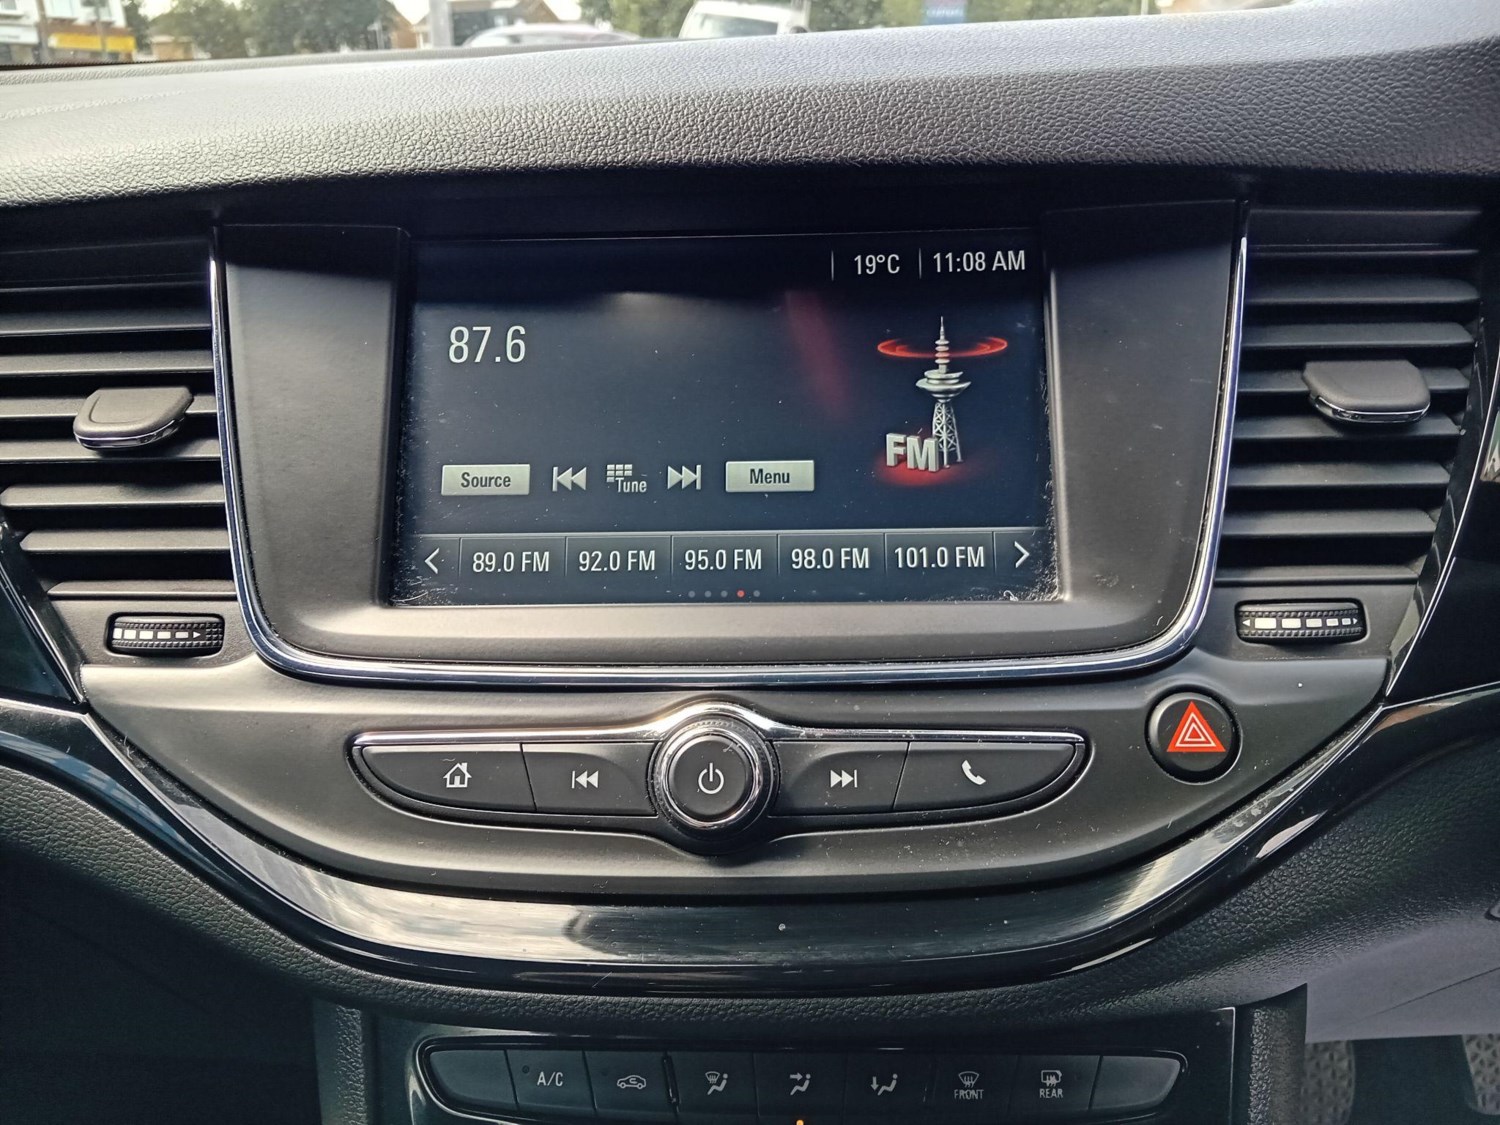 19°C 11:08 AM
87.6
FM
Source Tune Menu
89.0 FM 92.0 FM 95.0 FM 98.0 FM 101.0 FM
A/C FRONT REAR